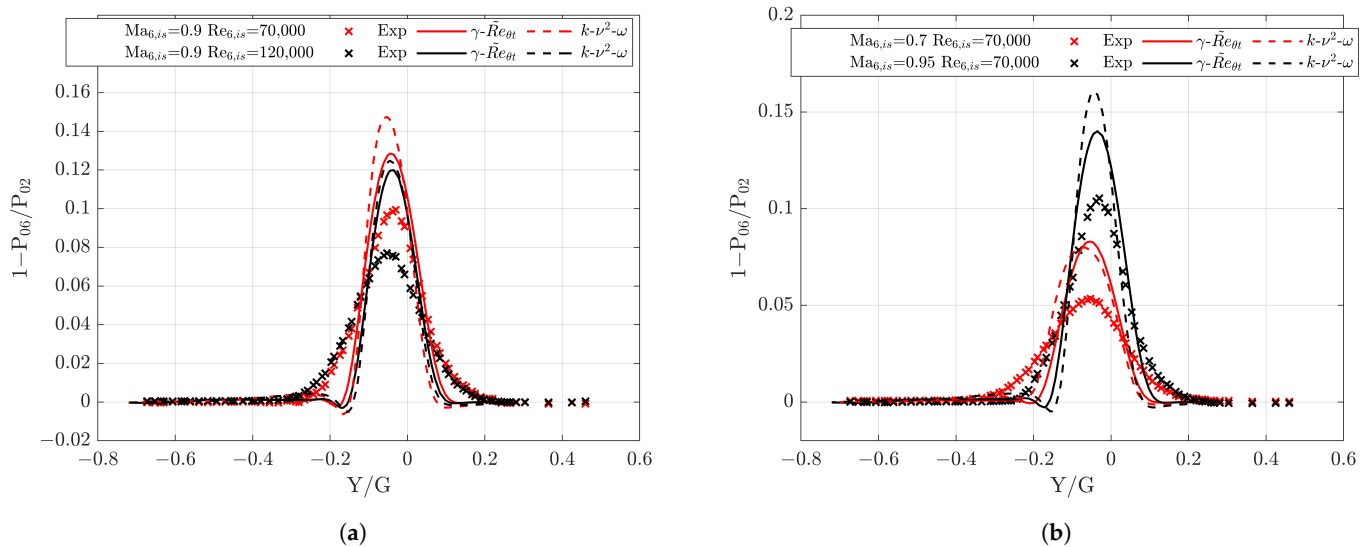 Ma6,is=0.9 Re6,is=70,000 × Exp γ-R̃eθt k-ν²-ω
Ma6,is=0.9 Re6,is=120,000 × Exp γ-R̃eθt k-ν²-ω
0.16
0.14
0.12
0.1
0.08
0.06
0.04
0.02
0
−0.02
1−P06/P02
−0.8 −0.6 −0.4 −0.2 0 0.2 0.4 0.6
Y/G
(a)
Ma6,is=0.7 Re6,is=70,000 × Exp γ-R̃eθt k-ν²-ω
Ma6,is=0.95 Re6,is=70,000 × Exp γ-R̃eθt k-ν²-ω
0.2
0.15
0.1
0.05
0
1−P06/P02
−0.8 −0.6 −0.4 −0.2 0 0.2 0.4 0.6
Y/G
(b)